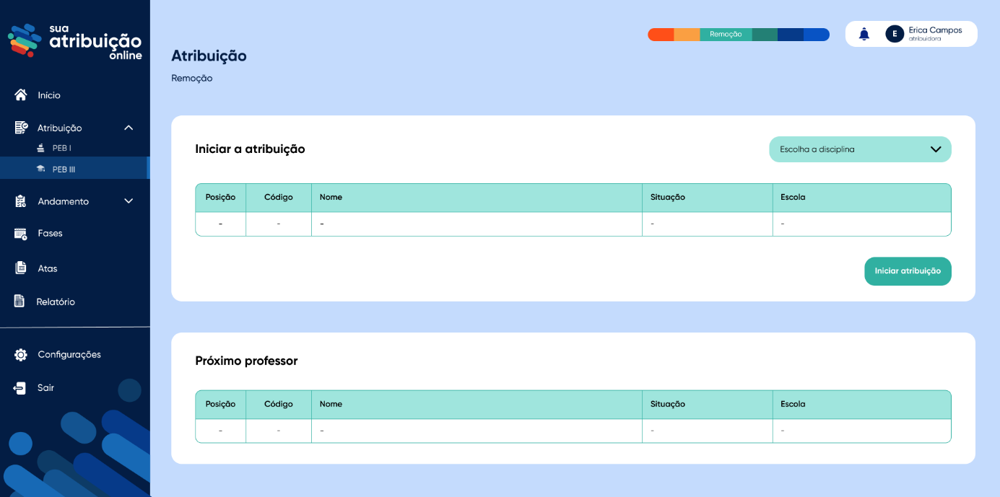 sua
atribuição
online
Início
Atribuição
PEB I
PEB III
Andamento
Fases
Atas
Relatório
Configurações
Sair
Remoção
E
Erica Campos
atribuidora
Atribuição
Remoção
Iniciar a atribuição
Escolha a disciplina
Posição Código Nome Situação Escola
- - - - -
Iniciar atribuição
Próximo professor
Posição Código Nome Situação Escola
- - - - -